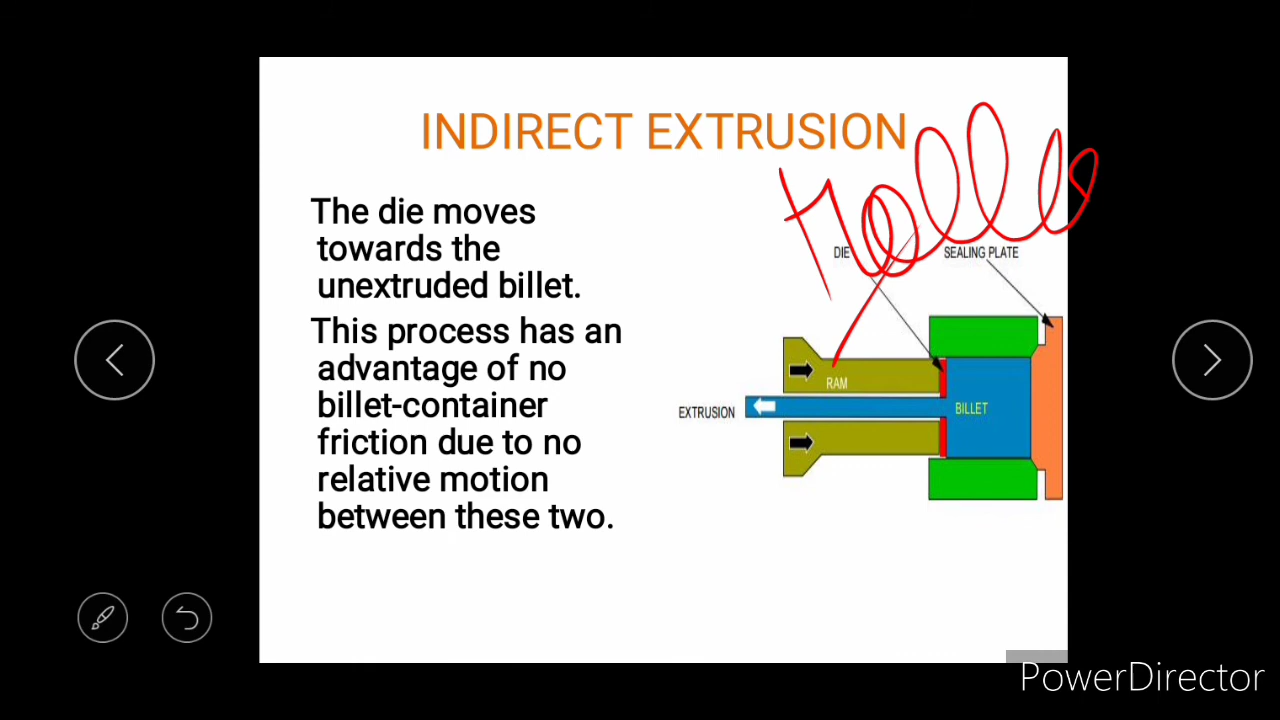 INDIRECT EXTRUSION
Hello
The die moves
towards the
unextruded billet.
This process has an
advantage of no
billet-container
friction due to no
relative motion
between these two.
DIE
SEALING PLATE
RAM
EXTRUSION
BILLET
PowerDirector